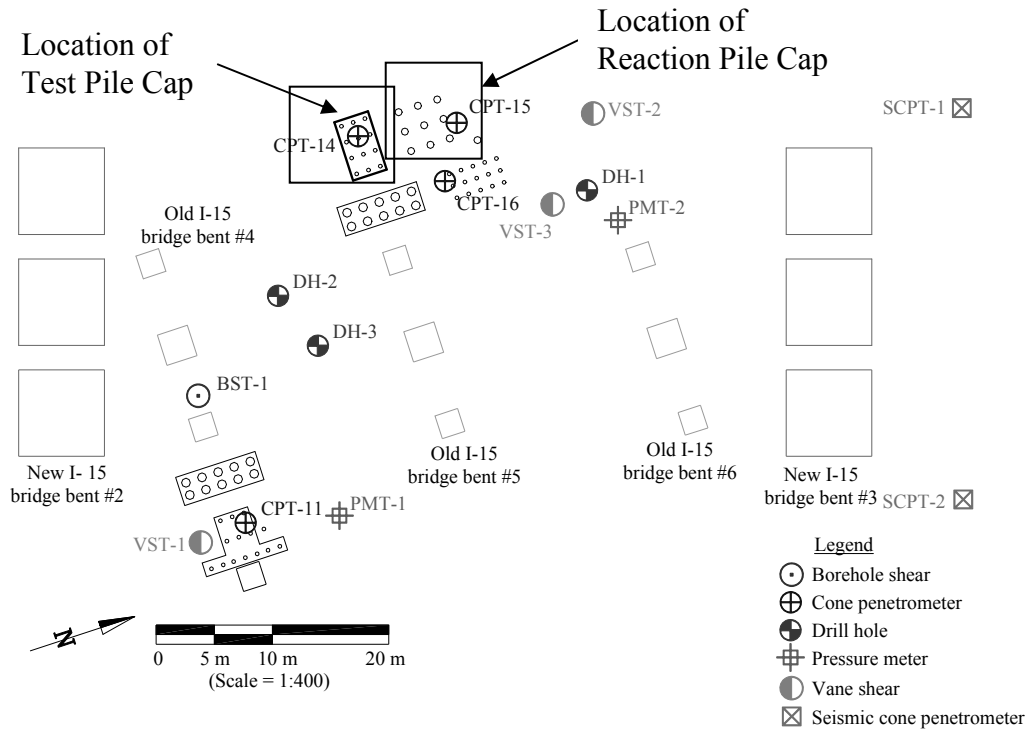 Location of
Test Pile Cap
Location of
Reaction Pile Cap
CPT-15
VST-2
SCPT-1
CPT-14
DH-1
CPT-16
PMT-2
VST-3
Old I-15
bridge bent #4
DH-2
DH-3
BST-1
Old I-15
bridge bent #5
Old I-15
bridge bent #6
New I- 15
bridge bent #2
New I-15
bridge bent #3
SCPT-2
CPT-11
PMT-1
VST-1
Legend
Borehole shear
Cone penetrometer
Drill hole
Pressure meter
Vane shear
Seismic cone penetrometer
N
0 5 m 10 m 20 m
(Scale = 1:400)